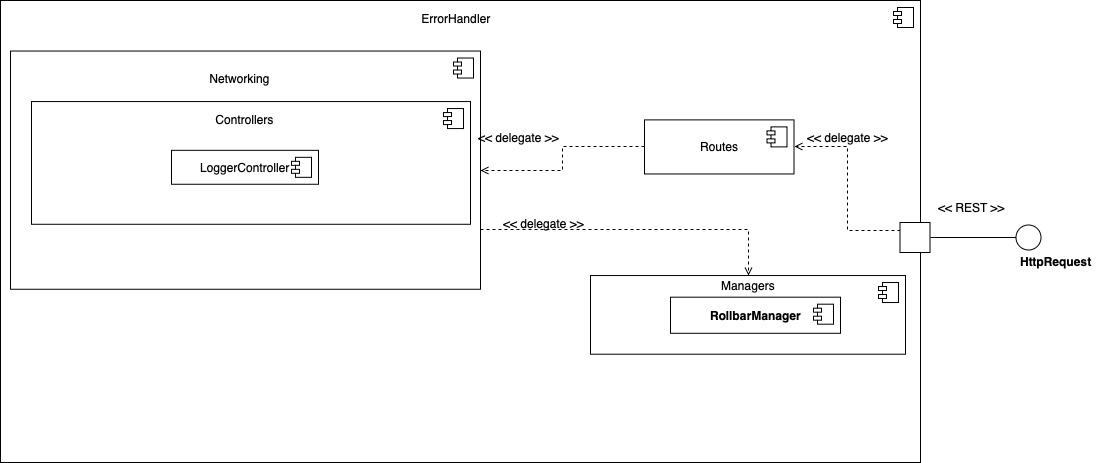 ErrorHandler
Networking
Controllers
LoggerController
<< delegate >>
Routes
<< delegate >>
<< REST >>
HttpRequest
<< delegate >>
Managers
RollbarManager